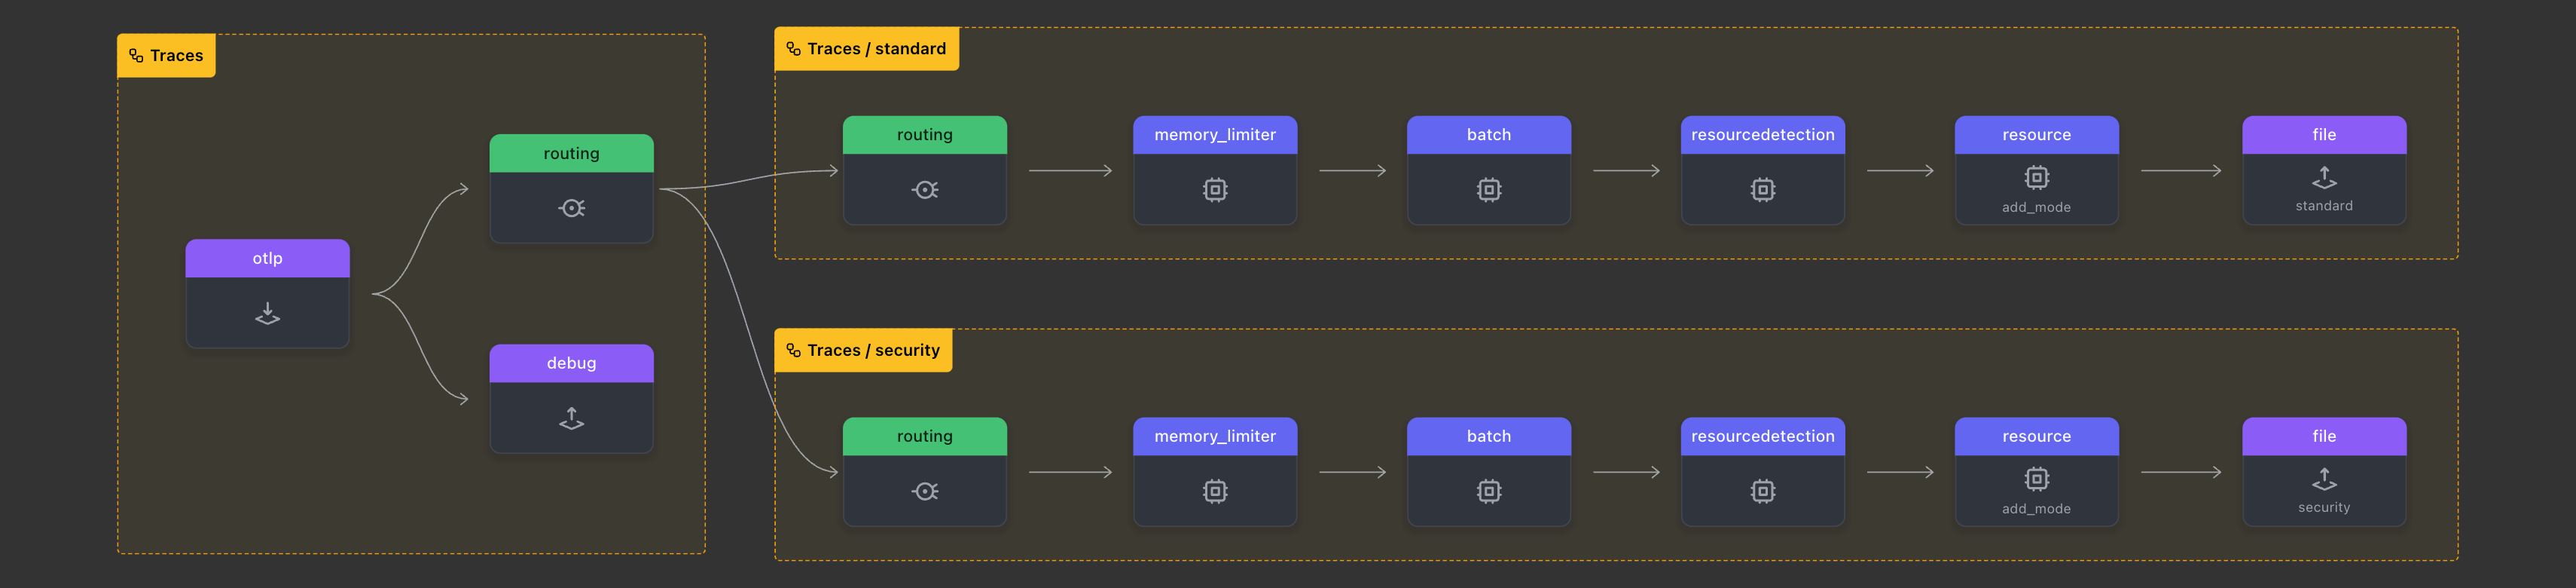 Traces
otlp
routing
debug
Traces / standard
routing
memory_limiter
batch
resourcedetection
resource
add_mode
file
standard
Traces / security
routing
memory_limiter
batch
resourcedetection
resource
add_mode
file
security